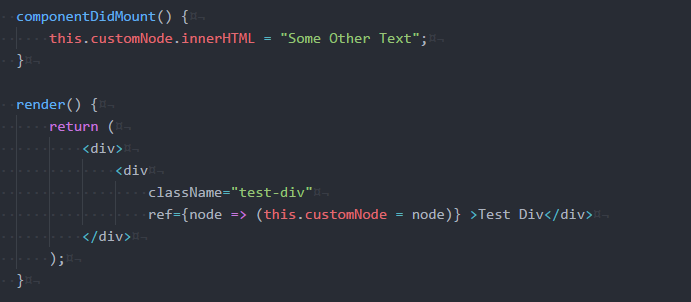 componentDidMount() {
this.customNode.innerHTML = "Some Other Text";
}
render() {
return (
<div>
<div
className="test-div"
ref={node => (this.customNode = node)} >Test Div</div>
</div>
);
}